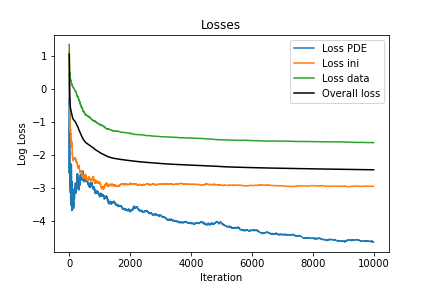 Losses
Loss PDE
Loss ini
Loss data
Overall loss
Log Loss
1
0
−1
−2
−3
−4
0 2000 4000 6000 8000 10000
Iteration